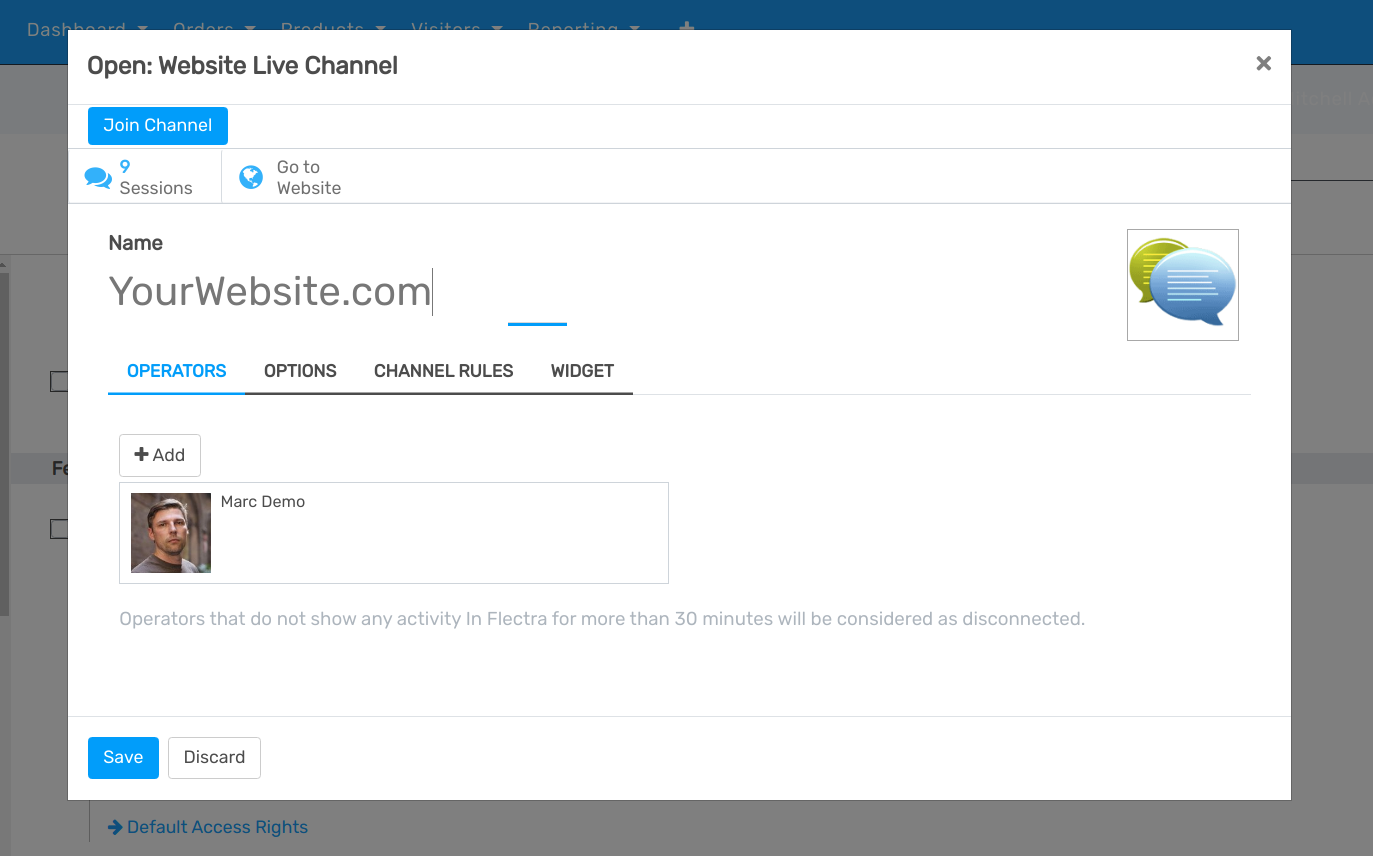 Dashboard Orders Products Visitors Reporting
Open: Website Live Channel
Join Channel
9
Sessions
Go to
Website
Name
YourWebsite.com
OPERATORS OPTIONS CHANNEL RULES WIDGET
Add
Marc Demo
Operators that do not show any activity In Flectra for more than 30 minutes will be considered as disconnected.
Save Discard
Default Access Rights